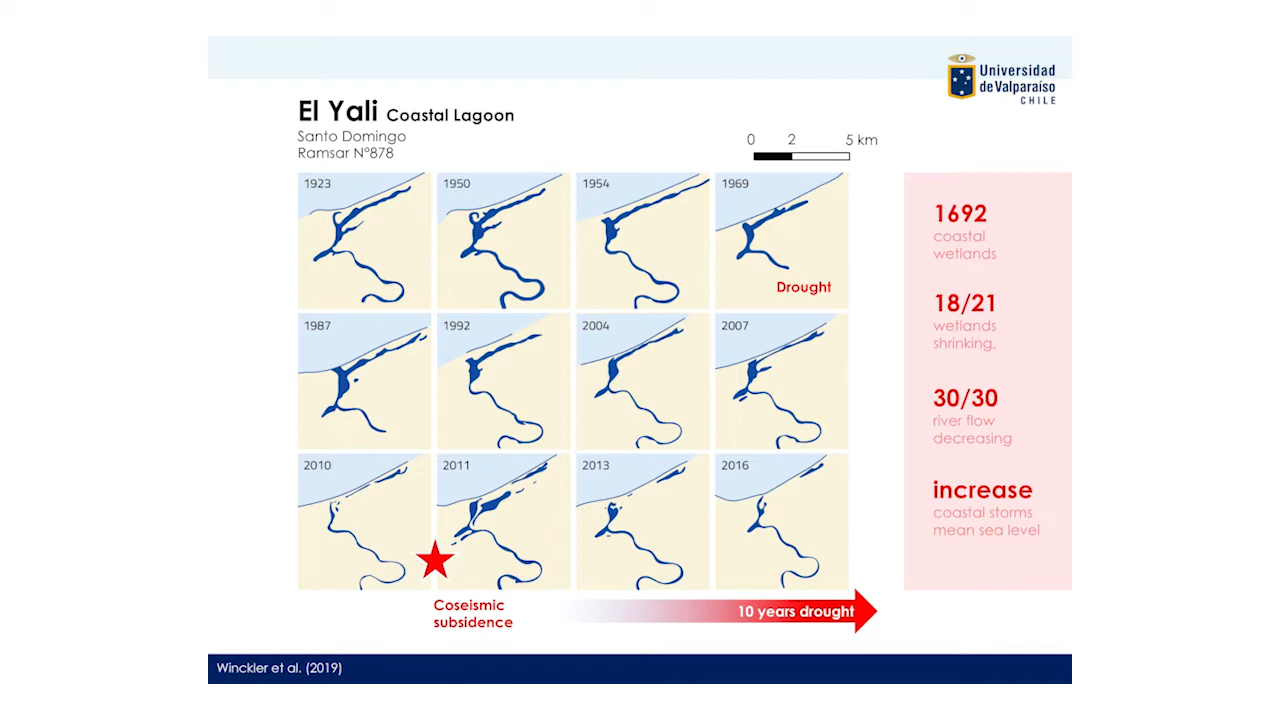 Universidad
de Valparaíso
CHILE
El Yali Coastal Lagoon
Santo Domingo
Ramsar N°878
0 2 5 km
1923 1950 1954 1969
Drought
1987 1992 2004 2007
2010 2011 2013 2016
Coseismic
subsidence
10 years drought
1692
coastal
wetlands
18/21
wetlands
shrinking.
30/30
river flow
decreasing
increase
coastal storms
mean sea level
Winckler et al. (2019)